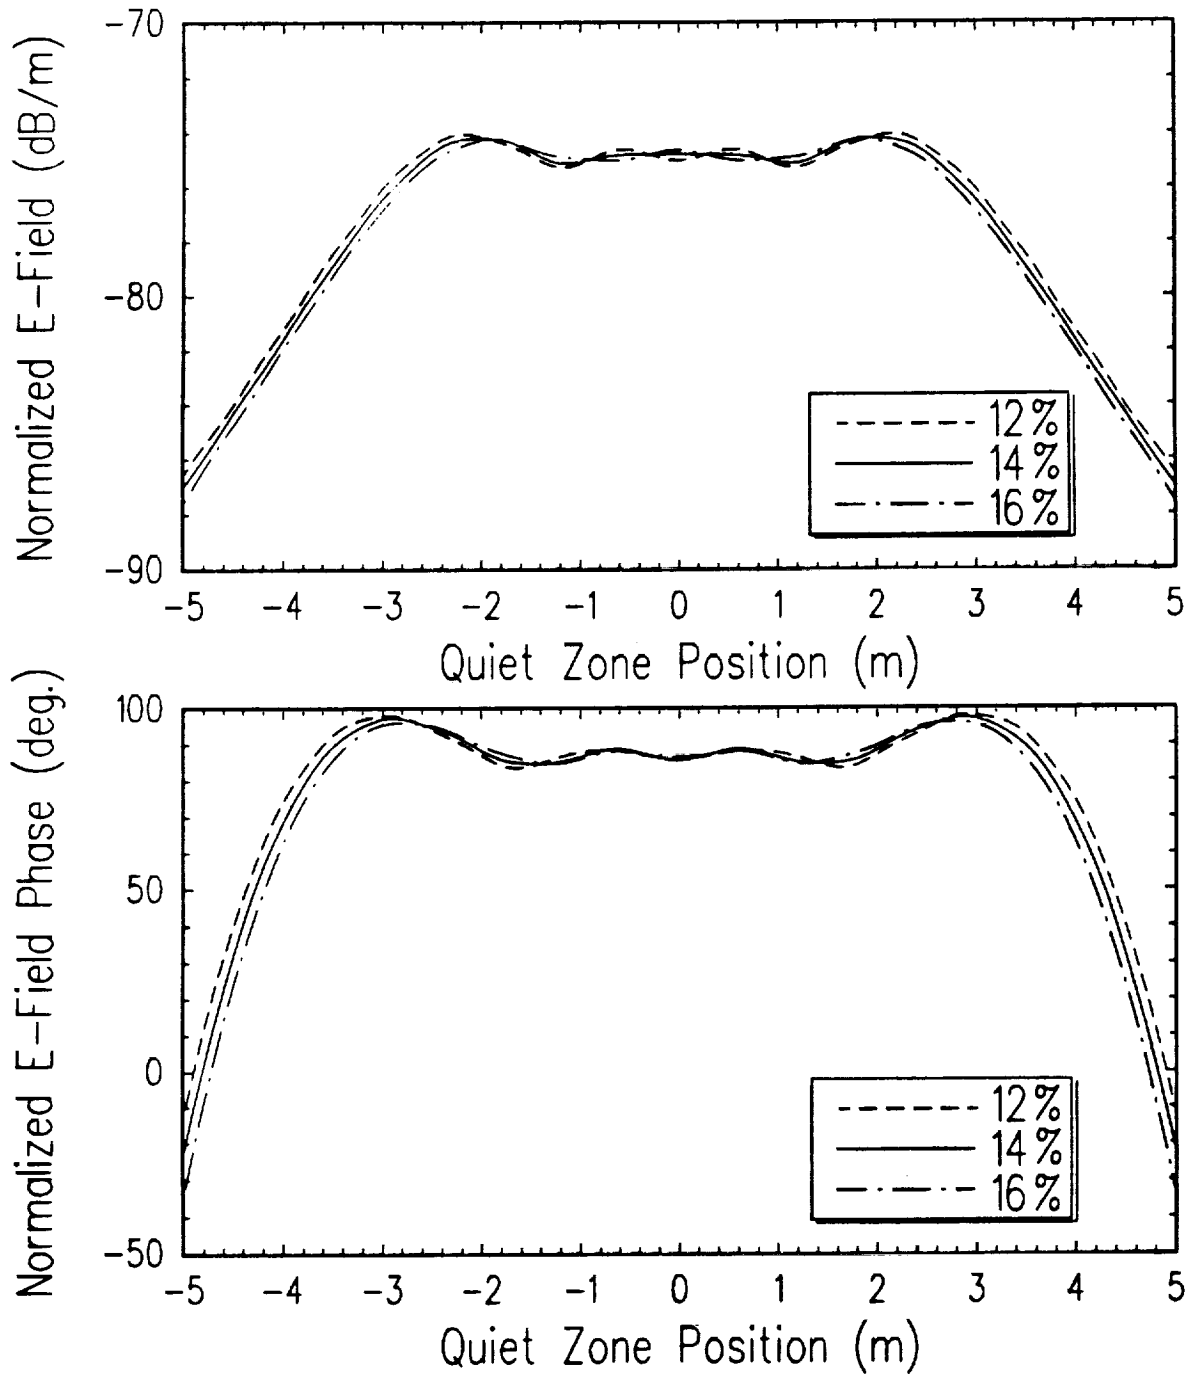 Normalized E-Field (dB/m)
-70
-80
-90
12%
14%
16%
-5 -4 -3 -2 -1 0 1 2 3 4 5
Quiet Zone Position (m)
Normalized E-Field Phase (deg.)
100
50
0
-50
12%
14%
16%
-5 -4 -3 -2 -1 0 1 2 3 4 5
Quiet Zone Position (m)